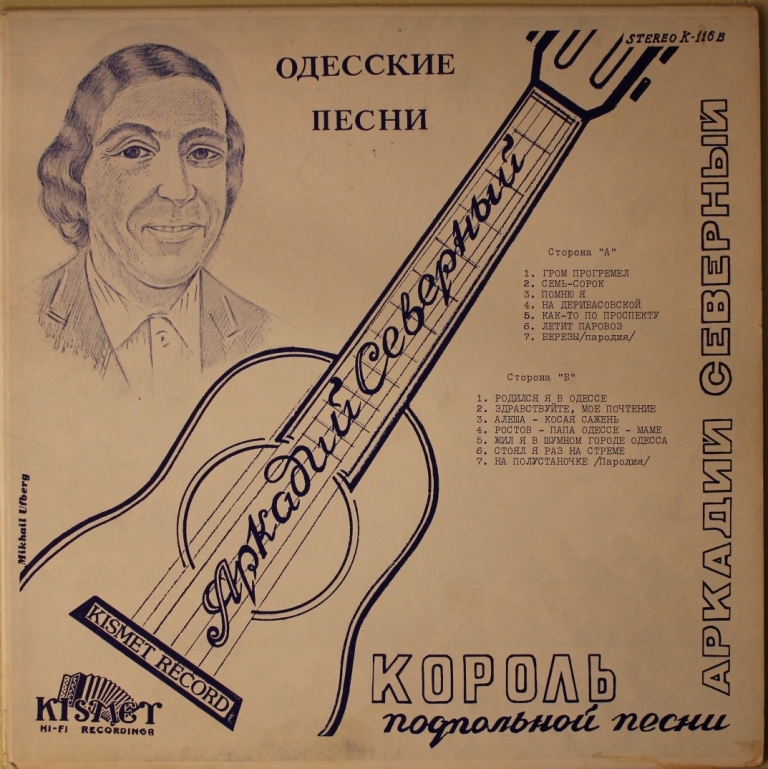 STEREO K-116 B
ОДЕССКИЕ
ПЕСНИ
Аркадий Северный
АРКАДИЙ СЕВЕРНЫЙ
Сторона "А"
1. ГРОМ ПРОГРЕМЕЛ
2. СЕМЬ-СОРОК
3. ПОМНЮ Я
4. НА ДЕРИБАСОВСКОЙ
5. КАК-ТО ПО ПРОСПЕКТУ
6. ЛЕТИТ ПАРОВОЗ
7. БЕРЕЗЫ/пародия/
Сторона "Б"
1. РОДИЛСЯ Я В ОДЕССЕ
2. ЗДРАВСТВУЙТЕ, МОЕ ПОЧТЕНИЕ
3. АЛЕША - КОСАЯ САЖЕНЬ
4. РОСТОВ - ПАПА ОДЕССЕ - МАМЕ
5. ЖИЛ Я В ШУМНОМ ГОРОДЕ ОДЕССА
6. СТОЯЛ Я РАЗ НА СТРЕМЕ
7. НА ПОЛУСТАНОЧКЕ /Пародия/
Mikhail Ufberg
KISMET RECORD
KISMET
HI-FI RECORDINGS
КОРОЛЬ
подпольной песни